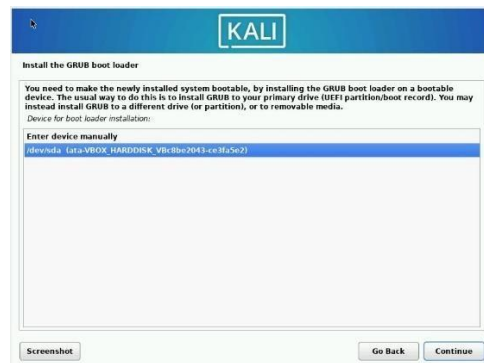 KALI
Install the GRUB boot loader
You need to make the newly installed system bootable, by installing the GRUB boot loader on a bootable
device. The usual way to do this is to install GRUB to your primary drive (UEFI partition/boot record). You may
instead install GRUB to a different drive (or partition), or to removable media.
Device for boot loader installation:
Enter device manually
/dev/sda (ata-VBOX_HARDDISK_VBc8be2043-ce3fa5e2)
Screenshot
Go Back
Continue